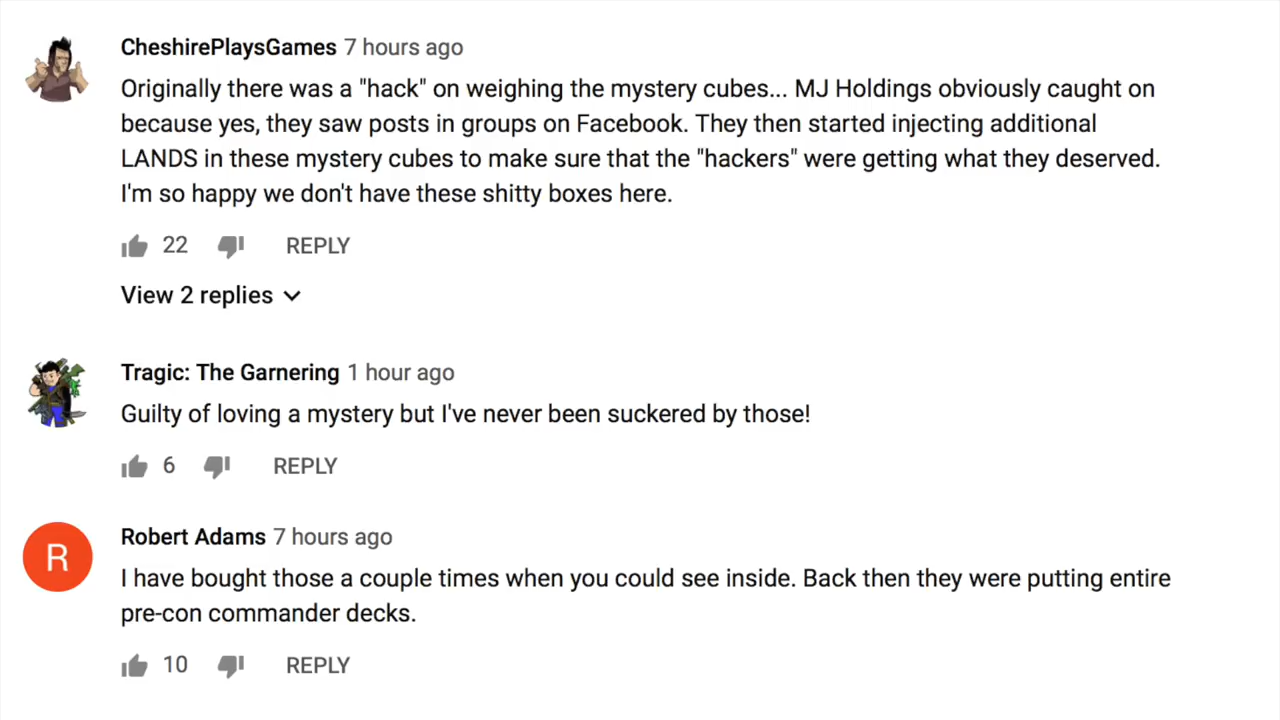 CheshirePlaysGames 7 hours ago
Originally there was a "hack" on weighing the mystery cubes... MJ Holdings obviously caught on
because yes, they saw posts in groups on Facebook. They then started injecting additional
LANDS in these mystery cubes to make sure that the "hackers" were getting what they deserved.
I'm so happy we don't have these shitty boxes here.
22 REPLY
View 2 replies
Tragic: The Garnering 1 hour ago
Guilty of loving a mystery but I've never been suckered by those!
6 REPLY
R
Robert Adams 7 hours ago
I have bought those a couple times when you could see inside. Back then they were putting entire
pre-con commander decks.
10 REPLY